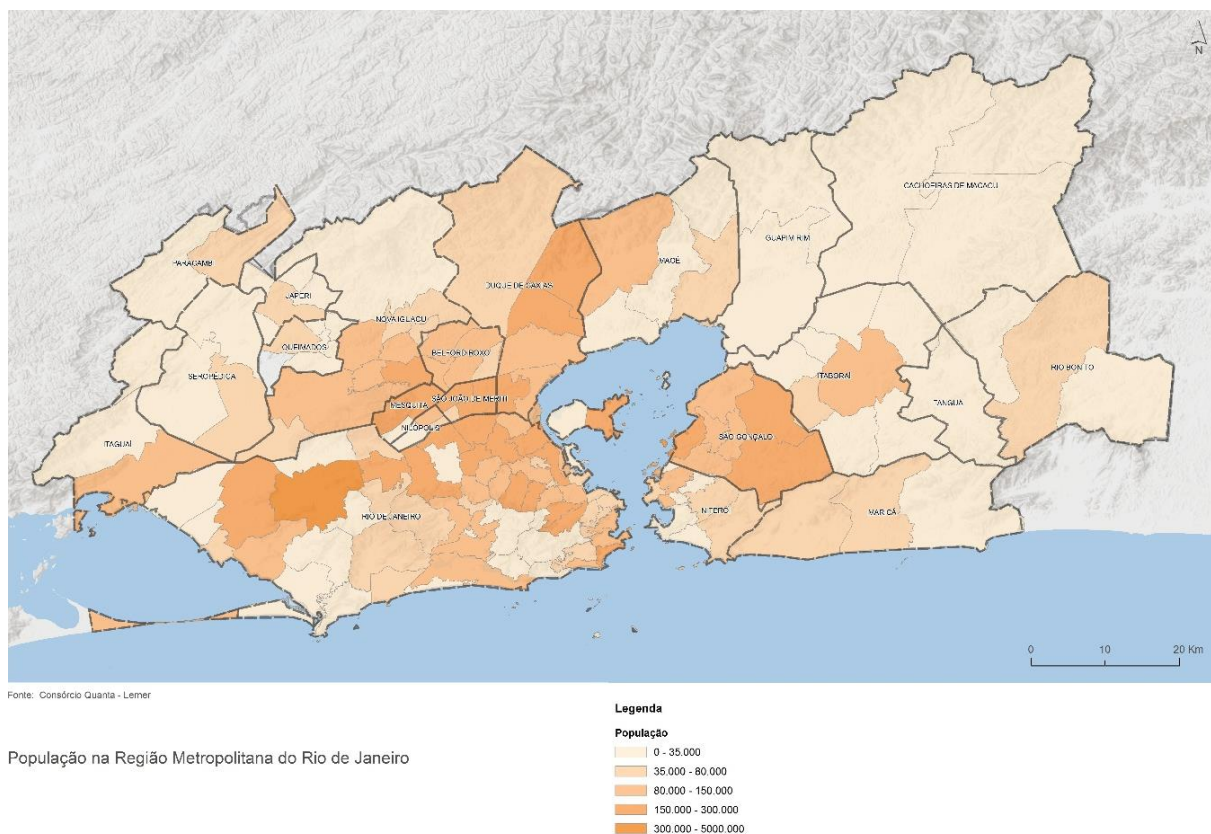 N
CACHOEIRAS DE MACACU
GUAPIMIRIM
MAGÉ
PARACAMBI
DUQUE DE CAXIAS
JAPERI
NOVA IGUAÇU
QUEIMADOS
BELFORD ROXO
SEROPÉDICA
RIO BONITO
ITABORAÍ
MESQUITA
SÃO JOÃO DE MERITI
TANGUÁ
NILÓPOLIS
SÃO GONÇALO
ITAGUAÍ
RIO DE JANEIRO
NITERÓI
MARICÁ
0 10 20 Km
Fonte: Consórcio Quanta - Lerner
Legenda
População
População na Região Metropolitana do Rio de Janeiro
0 - 35.000
35.000 - 80.000
80.000 - 150.000
150.000 - 300.000
300.000 - 5000.000